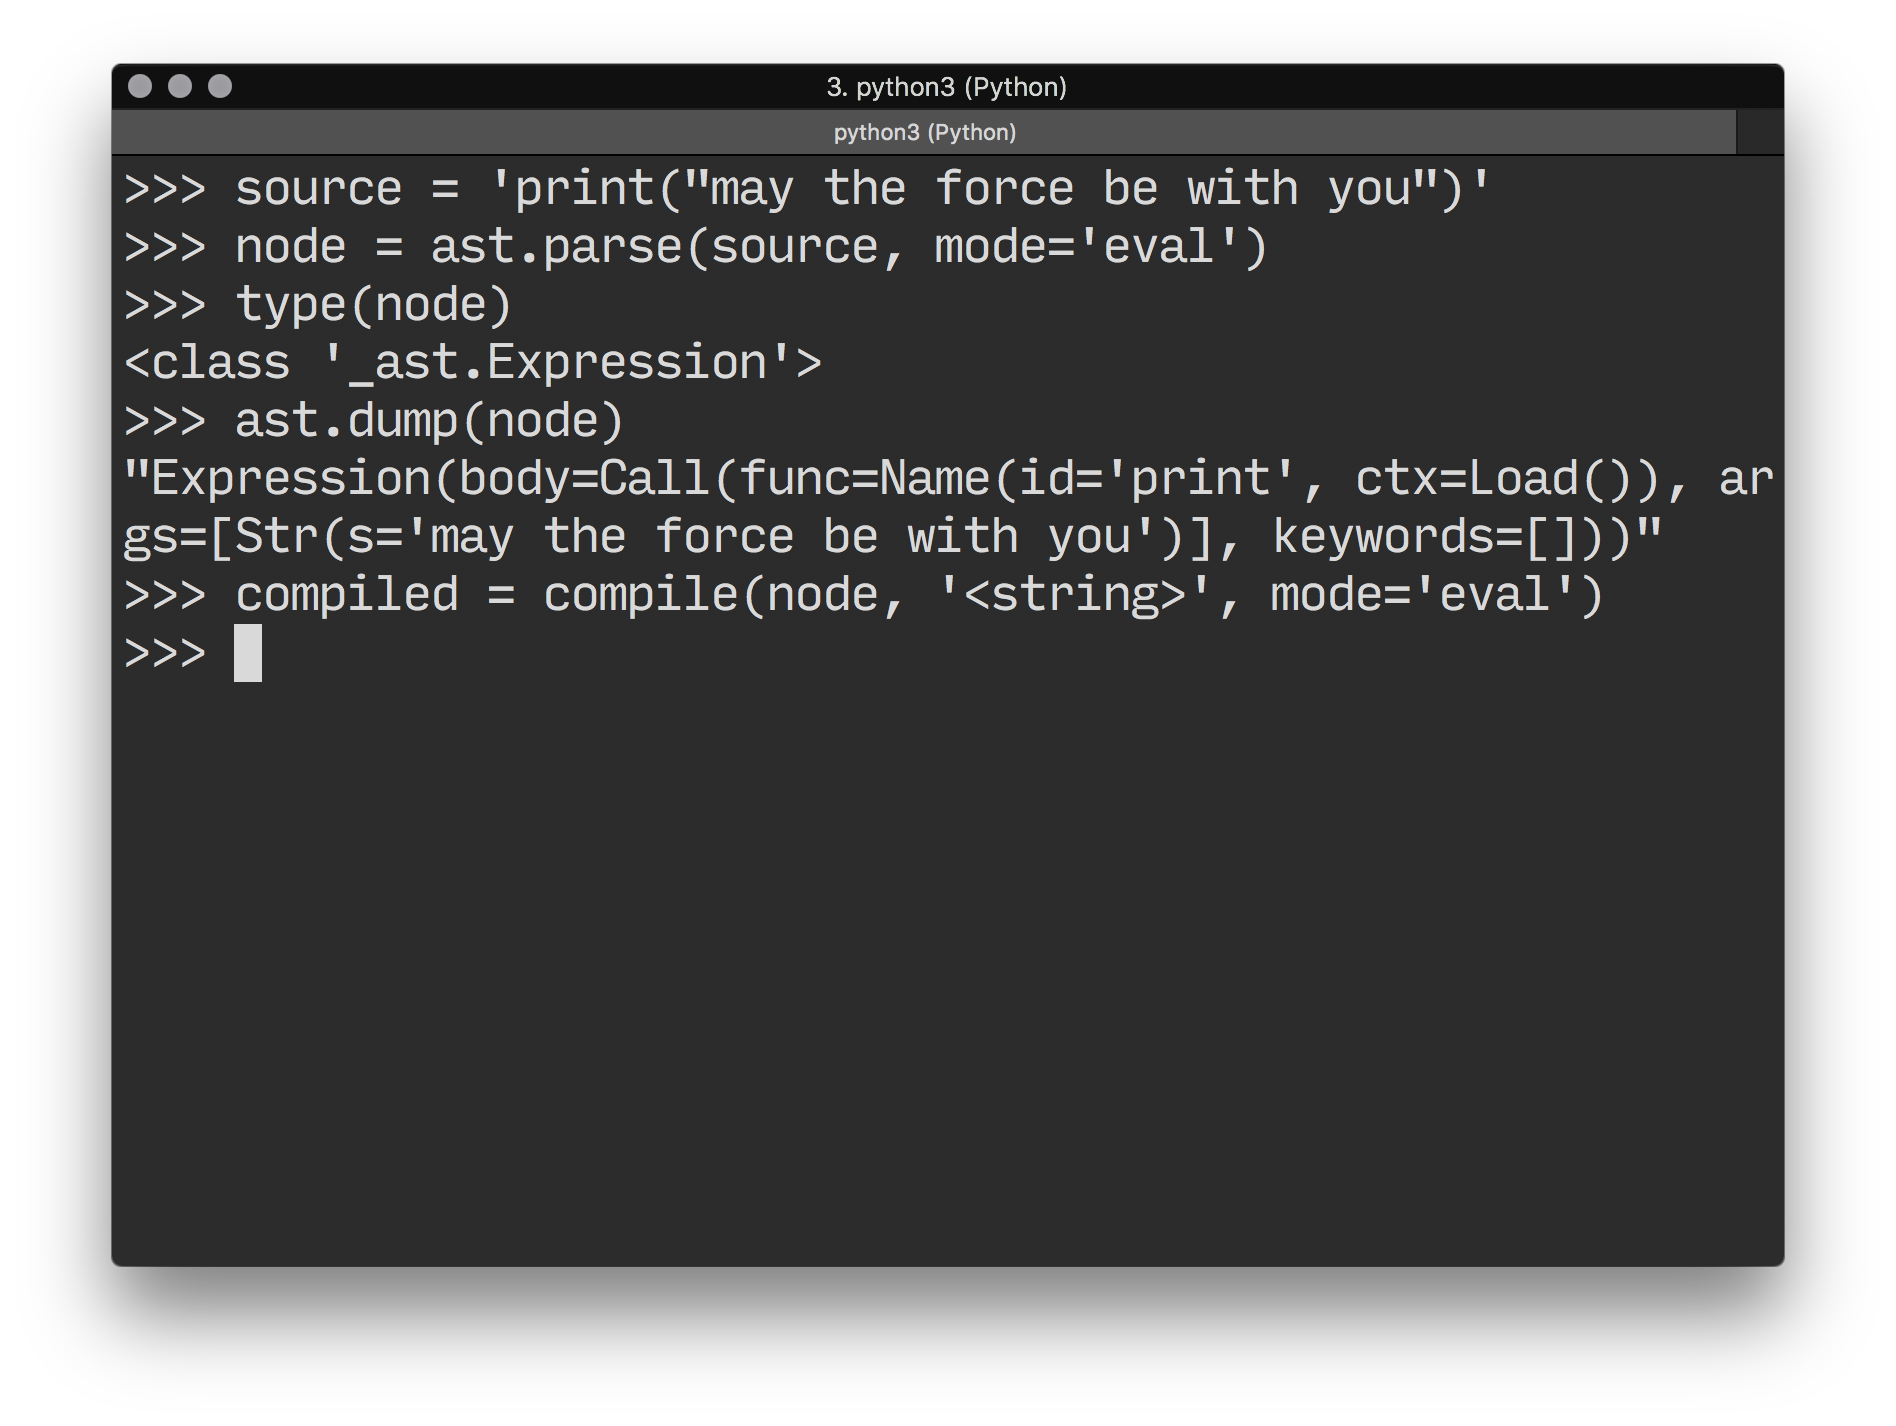 3. python3 (Python)
python3 (Python)
>>> source = 'print("may the force be with you")'
>>> node = ast.parse(source, mode='eval')
>>> type(node)
<class '_ast.Expression'>
>>> ast.dump(node)
"Expression(body=Call(func=Name(id='print', ctx=Load()), ar
gs=[Str(s='may the force be with you')], keywords=[]))"
>>> compiled = compile(node, '<string>', mode='eval')
>>>